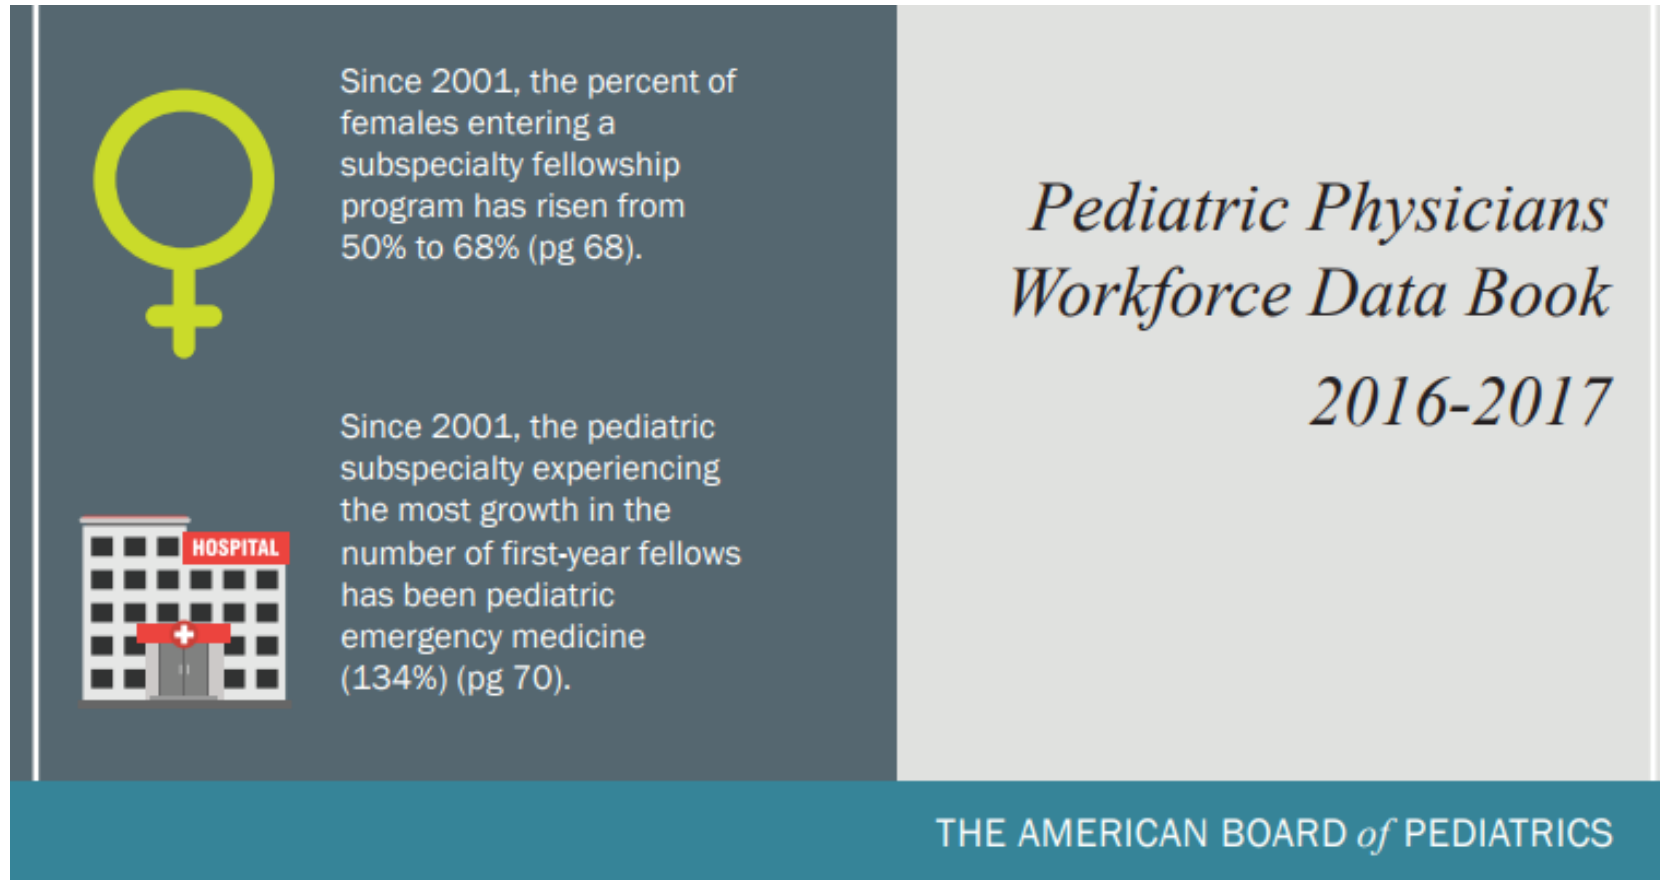 Since 2001, the percent of
females entering a
subspecialty fellowship
program has risen from
50% to 68% (pg 68).
HOSPITAL
Since 2001, the pediatric
subspecialty experiencing
the most growth in the
number of first-year fellows
has been pediatric
emergency medicine
(134%) (pg 70).
Pediatric Physicians
Workforce Data Book
2016-2017
THE AMERICAN BOARD of PEDIATRICS